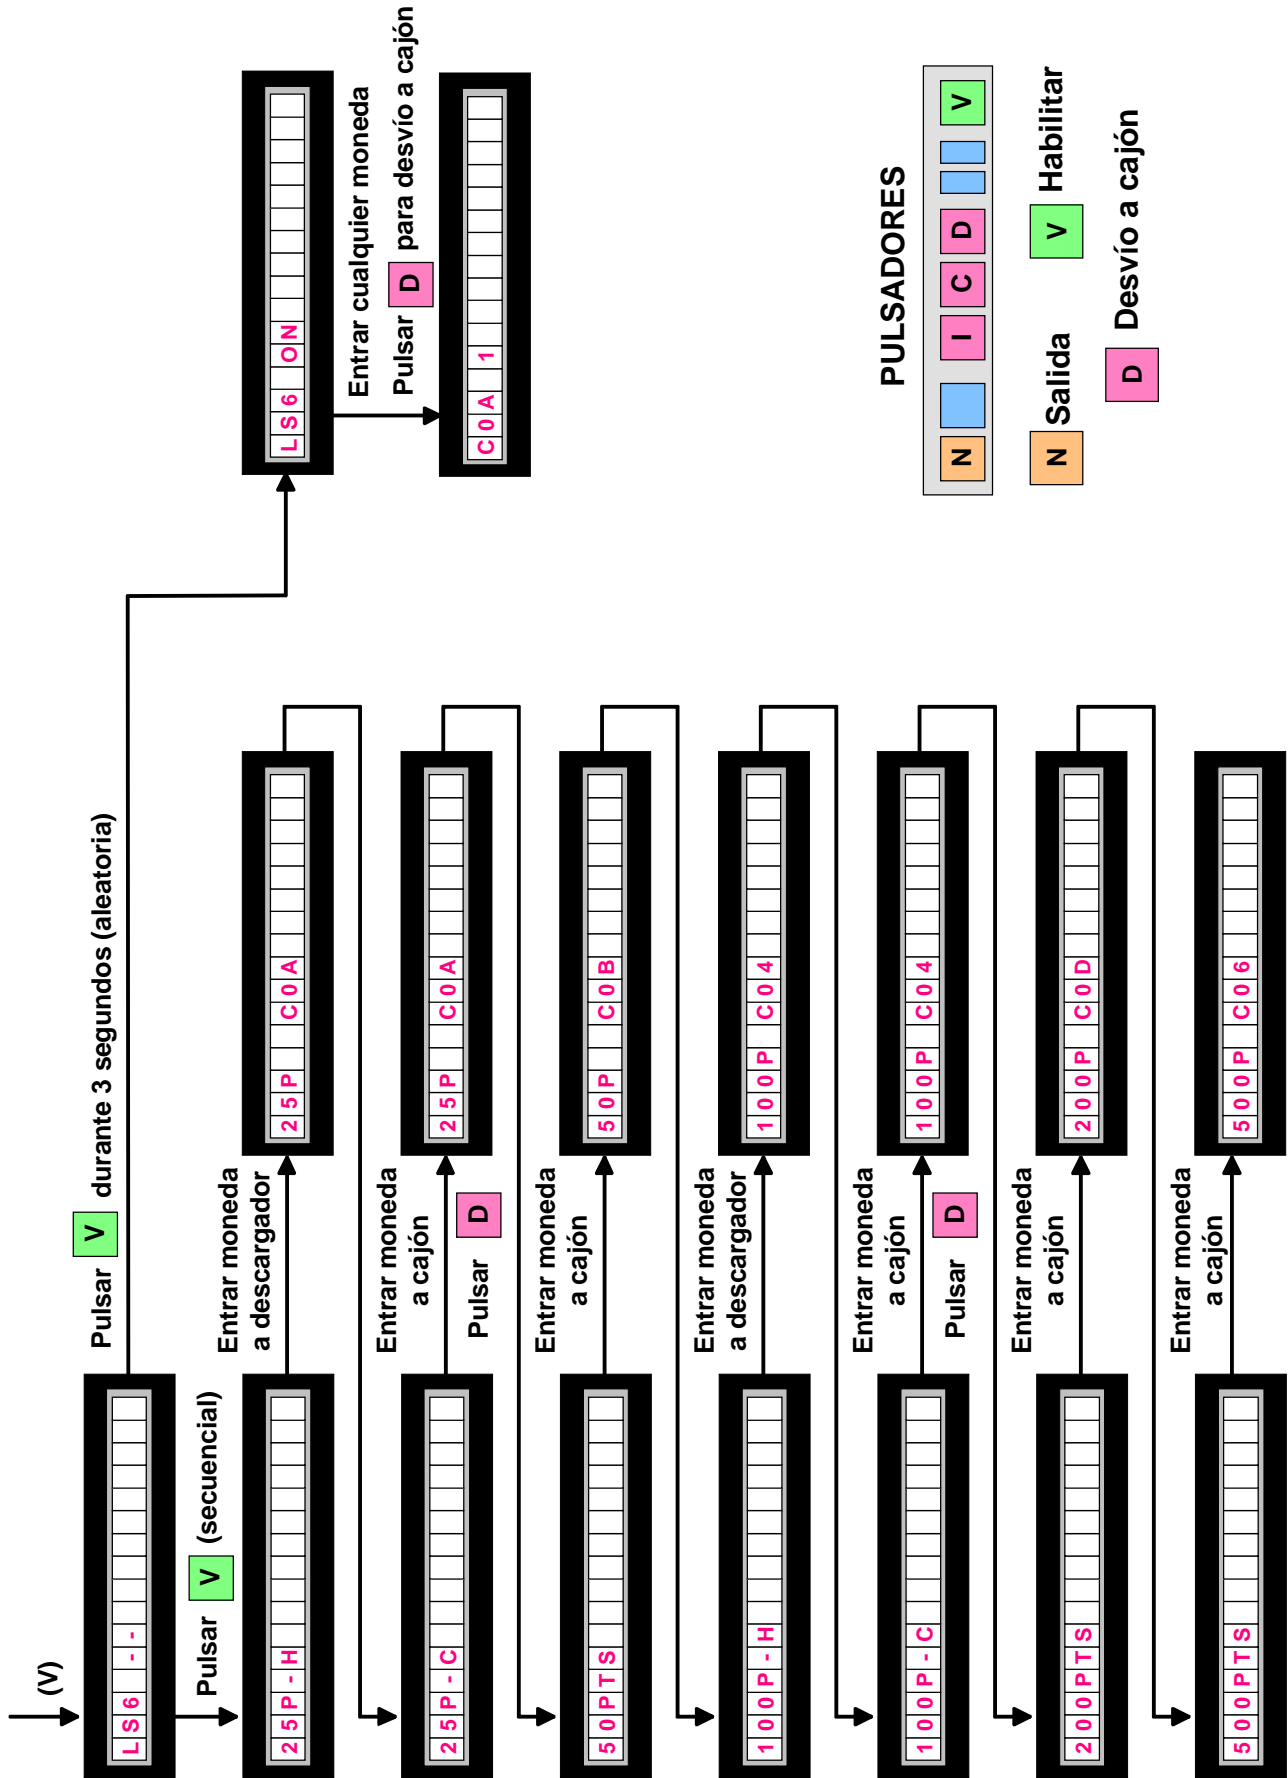 (V)
LS6 --
Pulsar V durante 3 segundos (aleatoria)
LS6 ON
Entrar cualquier moneda
Pulsar D para desvío a cajón
C0A 1
Pulsar V (secuencial)
25P-H
Entrar moneda
a descargador
25P C0A
25P-C
Entrar moneda
a cajón
Pulsar D
25P C0A
50PTS
Entrar moneda
a cajón
50P C0B
100P-H
Entrar moneda
a descargador
100P C04
100P-C
Entrar moneda
a cajón
Pulsar D
100P C04
200PTS
Entrar moneda
a cajón
200P C0D
500PTS
Entrar moneda
a cajón
500P C06
PULSADORES
N I C D V
N Salida V Habilitar
D Desvío a cajón